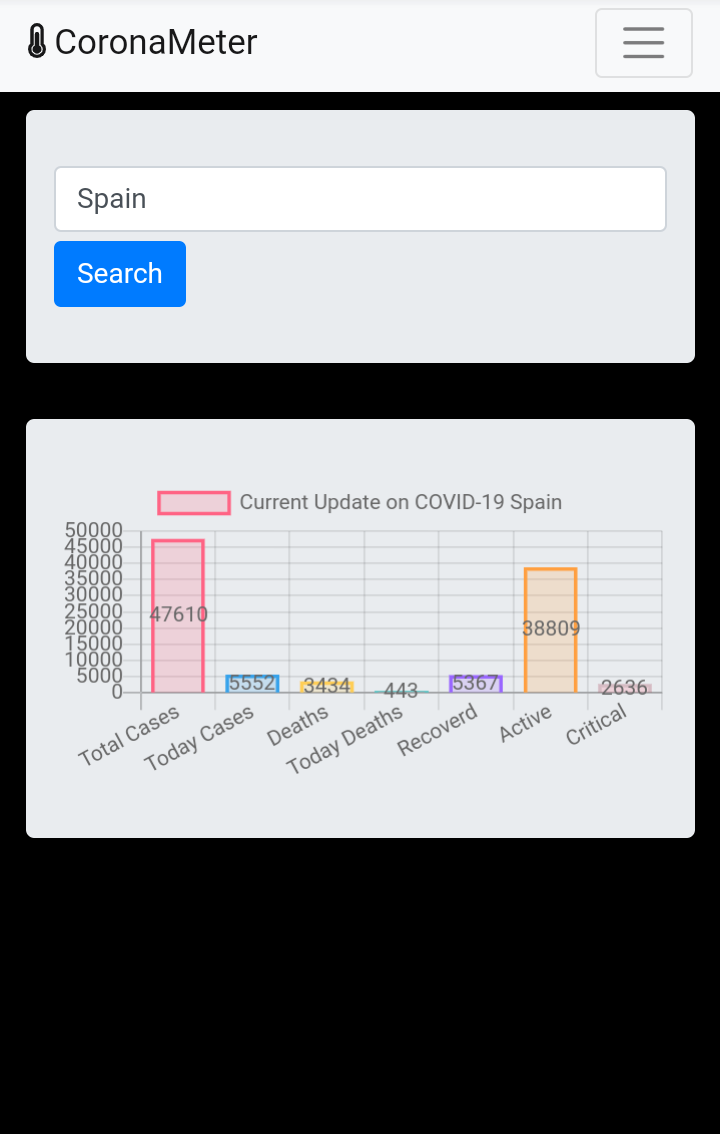 CoronaMeter
Spain
Search
Current Update on COVID-19 Spain
50000
45000
40000
35000
30000
25000
20000
15000
10000
5000
0
47610
5552
3434
443
5367
38809
2636
Total Cases
Today Cases
Deaths
Today Deaths
Recoverd
Active
Critical